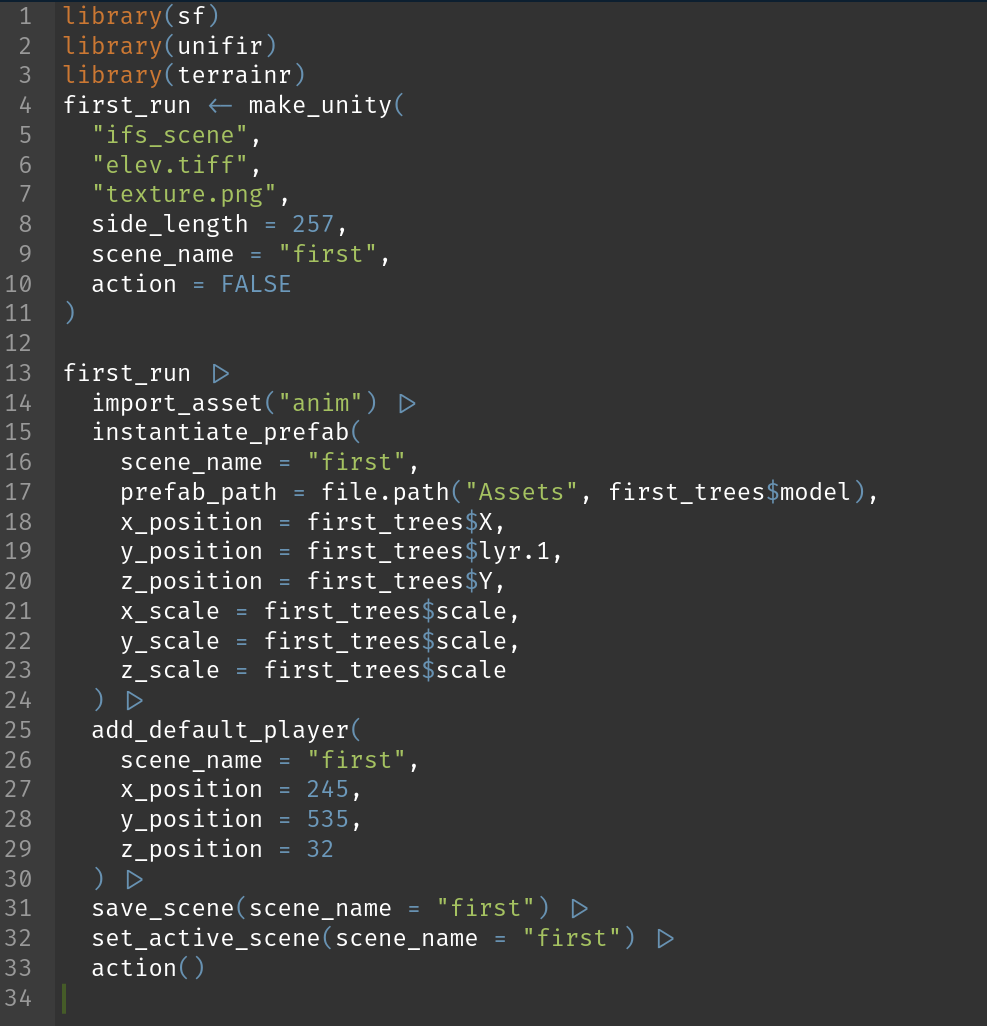 1 library(sf)
2 library(unifir)
3 library(terrainr)
4 first_run <- make_unity(
5   "ifs_scene",
6   "elev.tiff",
7   "texture.png",
8   side_length = 257,
9   scene_name = "first",
10   action = FALSE
11 )
12
13 first_run |>
14   import_asset("anim") |>
15   instantiate_prefab(
16     scene_name = "first",
17     prefab_path = file.path("Assets", first_trees$model),
18     x_position = first_trees$X,
19     y_position = first_trees$lyr.1,
20     z_position = first_trees$Y,
21     x_scale = first_trees$scale,
22     y_scale = first_trees$scale,
23     z_scale = first_trees$scale
24   ) |>
25   add_default_player(
26     scene_name = "first",
27     x_position = 245,
28     y_position = 535,
29     z_position = 32
30   ) |>
31   save_scene(scene_name = "first") |>
32   set_active_scene(scene_name = "first") |>
33   action()
34